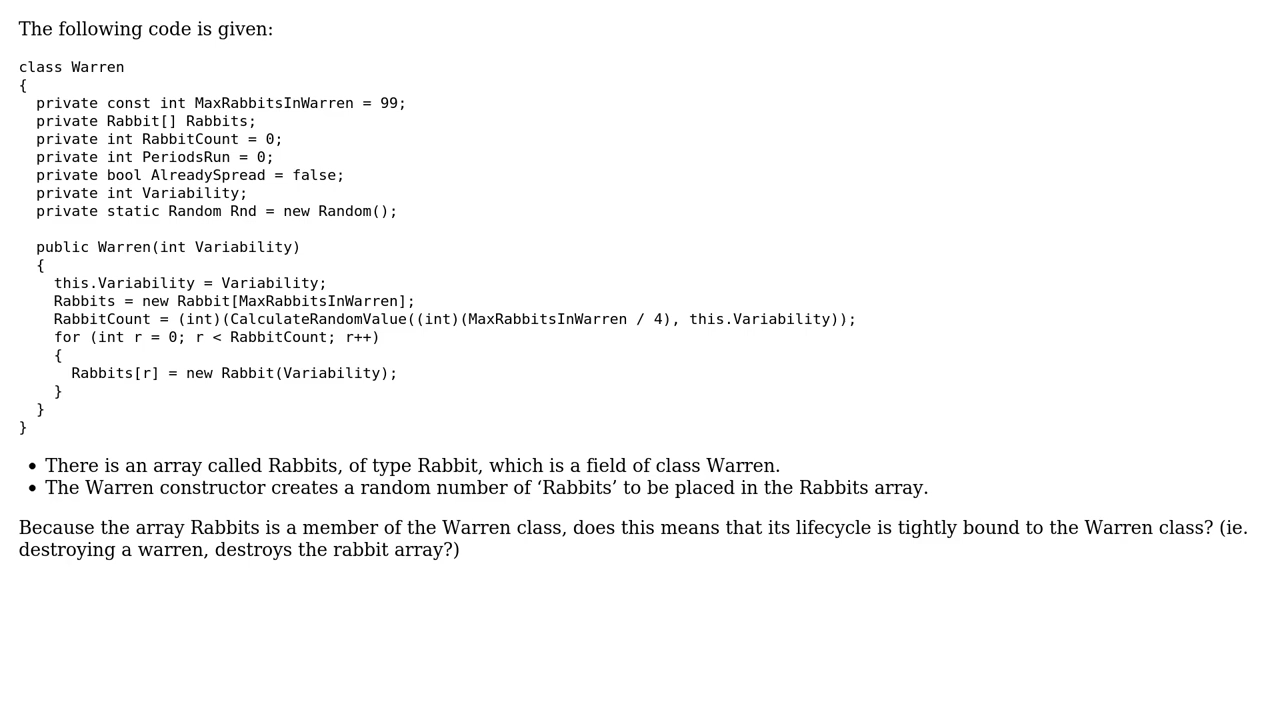 The following code is given:
class Warren
{
  private const int MaxRabbitsInWarren = 99;
  private Rabbit[] Rabbits;
  private int RabbitCount = 0;
  private int PeriodsRun = 0;
  private bool AlreadySpread = false;
  private int Variability;
  private static Random Rnd = new Random();

  public Warren(int Variability)
  {
    this.Variability = Variability;
    Rabbits = new Rabbit[MaxRabbitsInWarren];
    RabbitCount = (int)(CalculateRandomValue((int)(MaxRabbitsInWarren / 4), this.Variability));
    for (int r = 0; r < RabbitCount; r++)
    {
      Rabbits[r] = new Rabbit(Variability);
    }
  }
}
• There is an array called Rabbits, of type Rabbit, which is a field of class Warren.
• The Warren constructor creates a random number of ‘Rabbits’ to be placed in the Rabbits array.
Because the array Rabbits is a member of the Warren class, does this means that its lifecycle is tightly bound to the Warren class? (ie.
destroying a warren, destroys the rabbit array?)